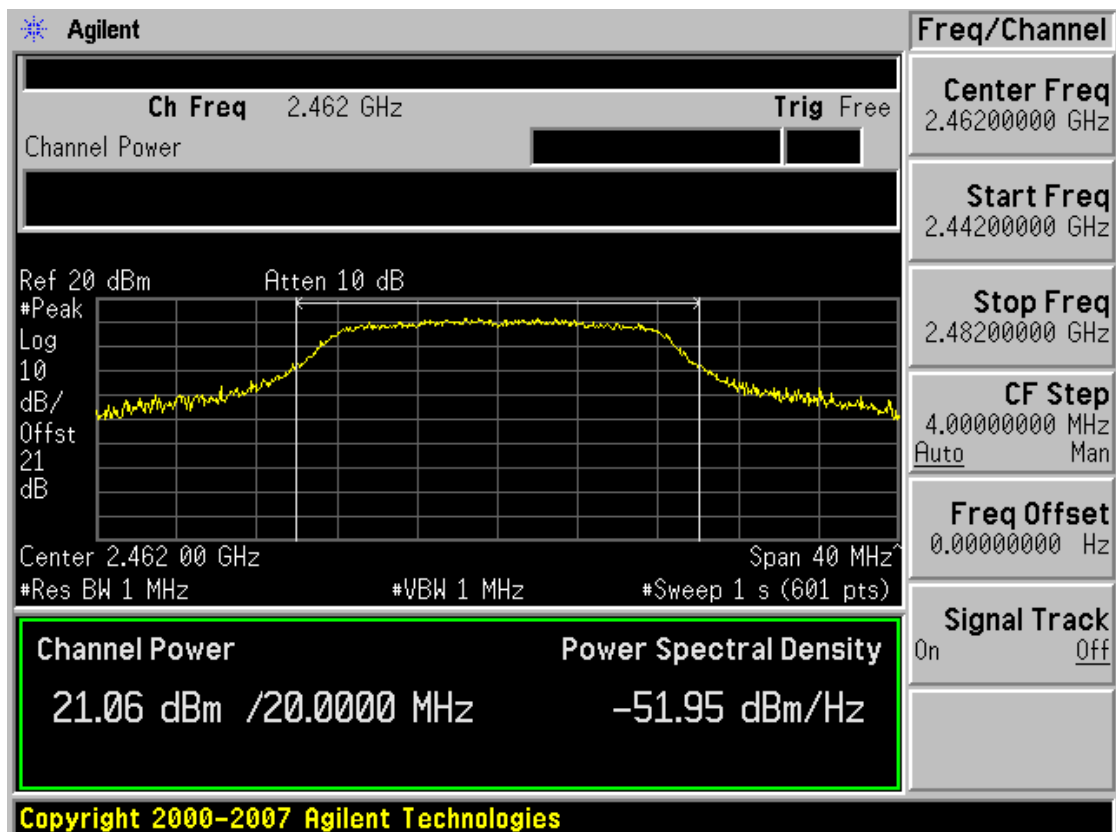 Agilent
Freq/Channel
Ch Freq 2.462 GHz Trig Free
Channel Power
Ref 20 dBm Atten 10 dB
#Peak
Log
10
dB/
Offst
21
dB
Center 2.462 00 GHz Span 40 MHz^
#Res BW 1 MHz #VBW 1 MHz #Sweep 1 s (601 pts)
Channel Power Power Spectral Density
21.06 dBm /20.0000 MHz -51.95 dBm/Hz
Copyright 2000-2007 Agilent Technologies
Center Freq
2.46200000 GHz
Start Freq
2.44200000 GHz
Stop Freq
2.48200000 GHz
CF Step
4.00000000 MHz
Auto Man
Freq Offset
0.00000000 Hz
Signal Track
On Off